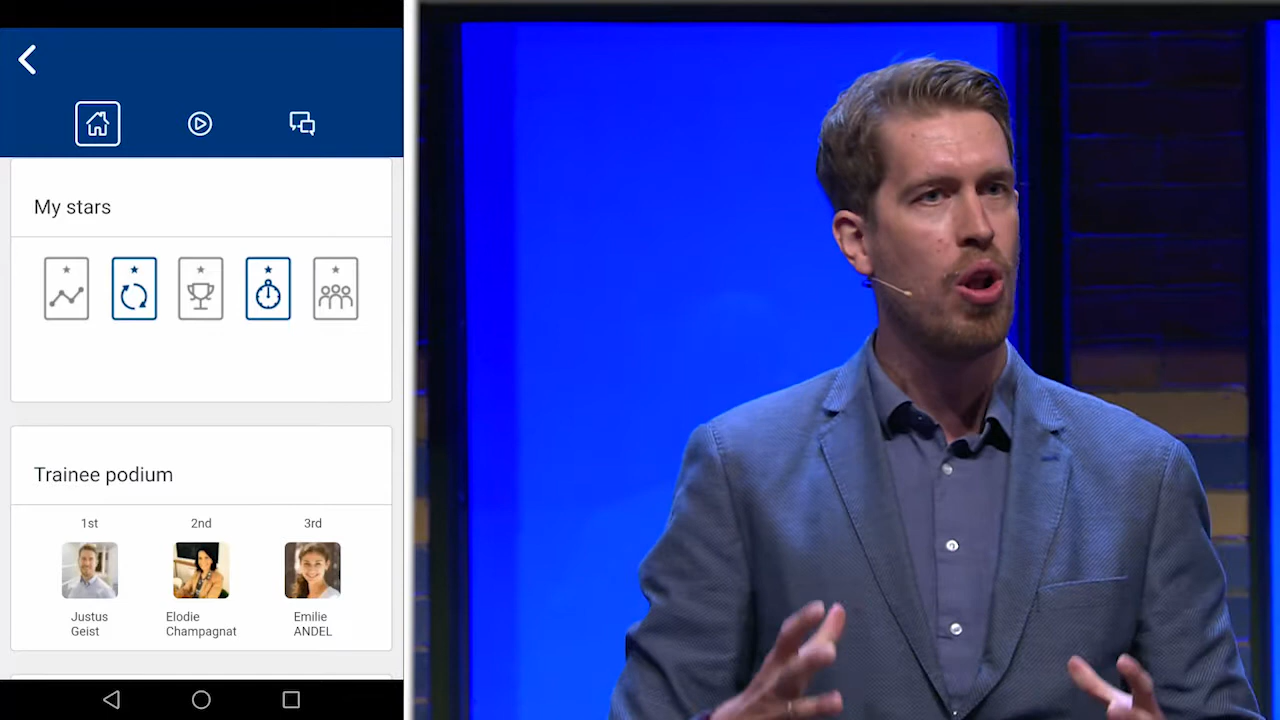 My stars
Trainee podium
1st 2nd 3rd
Justus Elodie Emilie
Geist Champagnat ANDEL